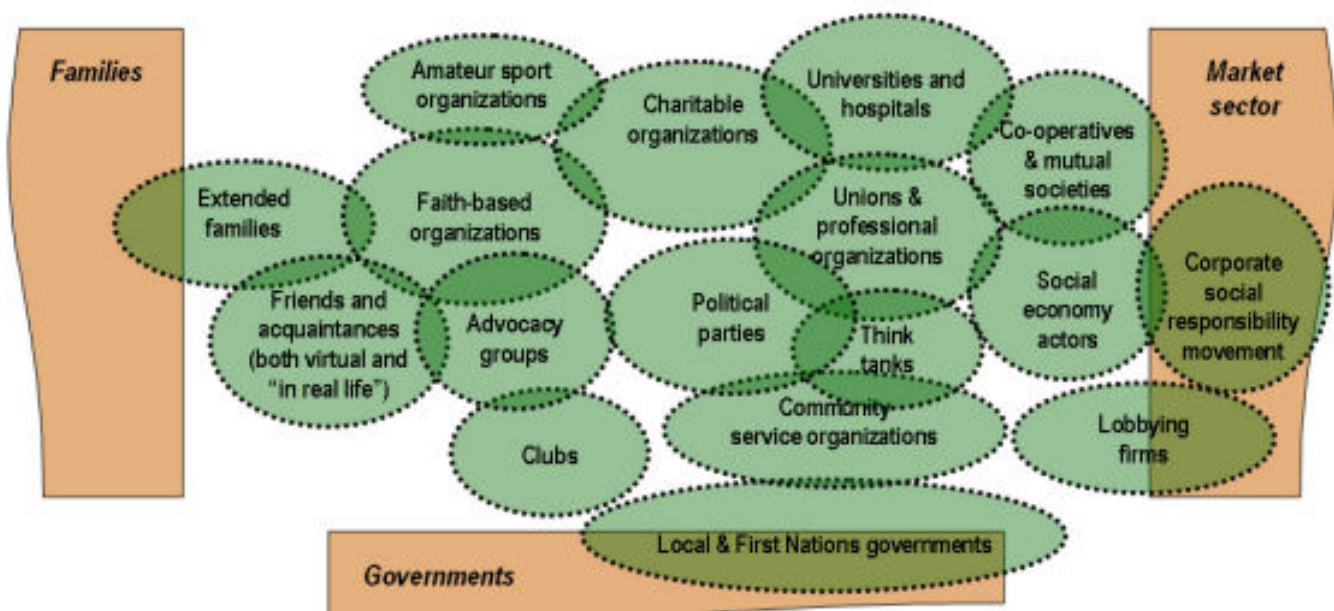 Families
Amateur sport
organizations
Charitable
organizations
Universities and
hospitals
Market
sector
Co-operatives
& mutual
societies
Extended
families
Faith-based
organizations
Unions &
professional
organizations
Friends and
acquaintances
(both virtual and
"in real life")
Advocacy
groups
Political
parties
Think
tanks
Social
economy
actors
Corporate
social
responsibility
movement
Clubs
Community
service organizations
Lobbying
firms
Local & First Nations governments
Governments